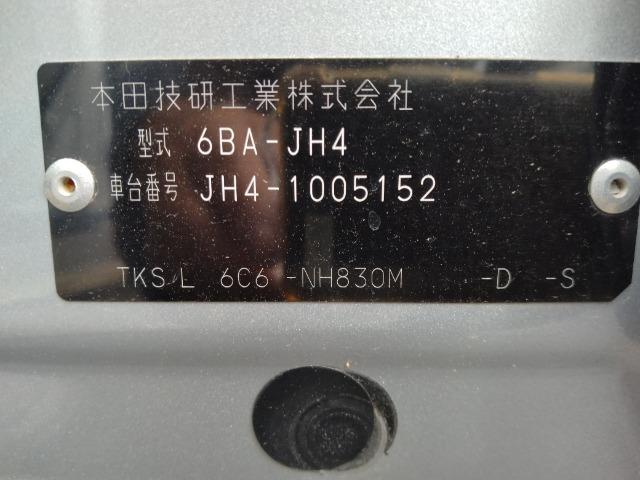 本田技研工業株式会社
型式 6BA-JH4
車台番号 JH4-1005152
TKS L 6C6 -NH830M -D -S